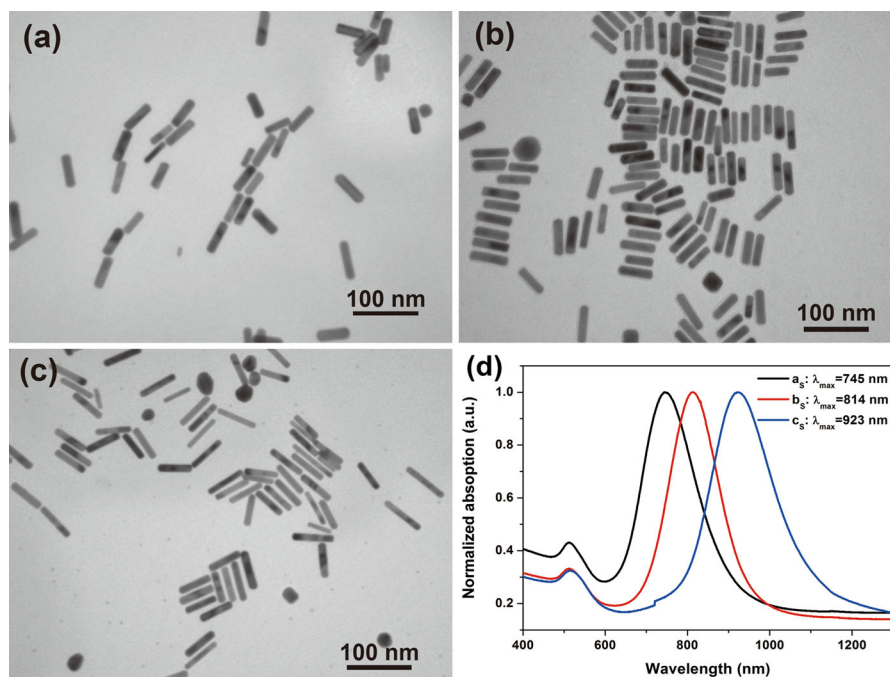 (a)
100 nm
(b)
100 nm
(c)
100 nm
(d)
a_s: λ_max=745 nm
b_s: λ_max=814 nm
c_s: λ_max=923 nm
Normalized absoption (a.u.)
1.0
0.8
0.6
0.4
0.2
400 600 800 1000 1200
Wavelength (nm)